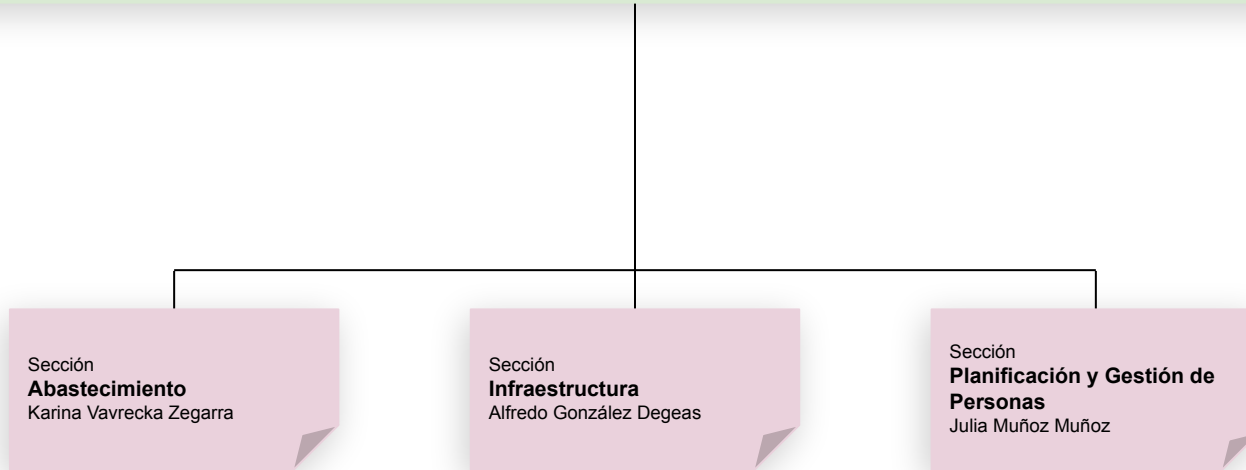 Sección
Abastecimiento
Karina Vavrecka Zegarra
Sección
Infraestructura
Alfredo González Degeas
Sección
Planificación y Gestión de
Personas
Julia Muñoz Muñoz